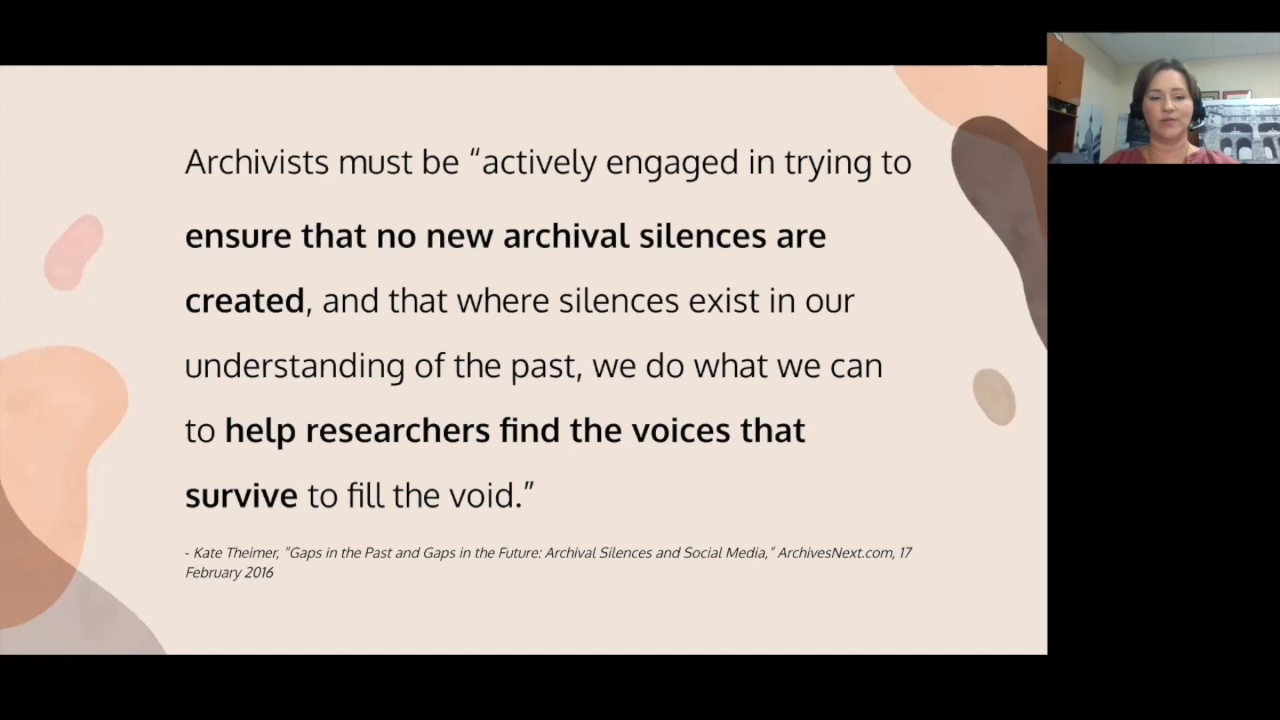 Archivists must be “actively engaged in trying to
ensure that no new archival silences are
created, and that where silences exist in our
understanding of the past, we do what we can
to help researchers find the voices that
survive to fill the void.”
- Kate Theimer, “Gaps in the Past and Gaps in the Future: Archival Silences and Social Media,” ArchivesNext.com, 17
February 2016